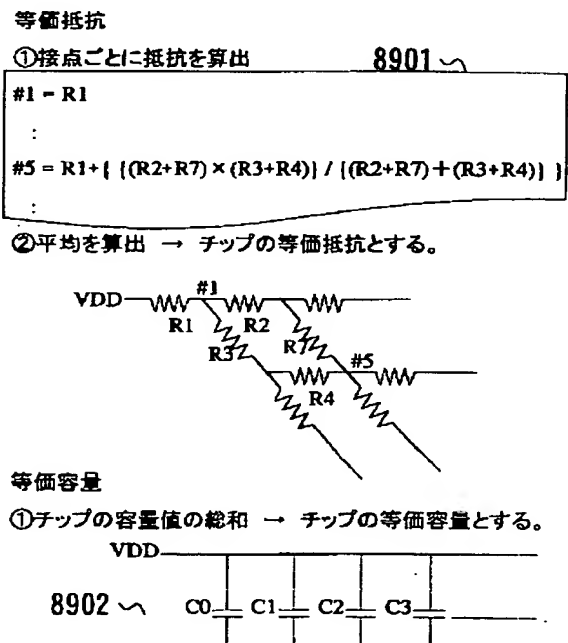 等価抵抗
①接点ごとに抵抗を算出 8901
#1 = R1
:
#5 = R1+{ {(R2+R7)×(R3+R4)} / {(R2+R7)+(R3+R4)} }
:
②平均を算出 → チップの等価抵抗とする。
VDD #1
R1 R2
R3 R7 #5
R4
等価容量
①チップの容量値の総和 → チップの等価容量とする。
VDD
8902 C0 C1 C2 C3